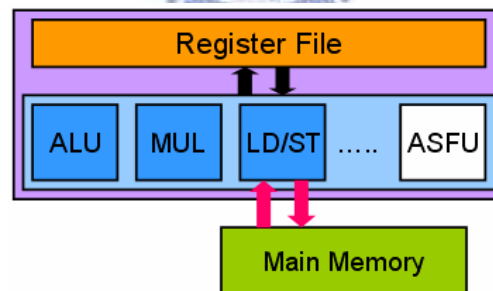 Register File
ALU MUL LD/ST ..... ASFU
Main Memory